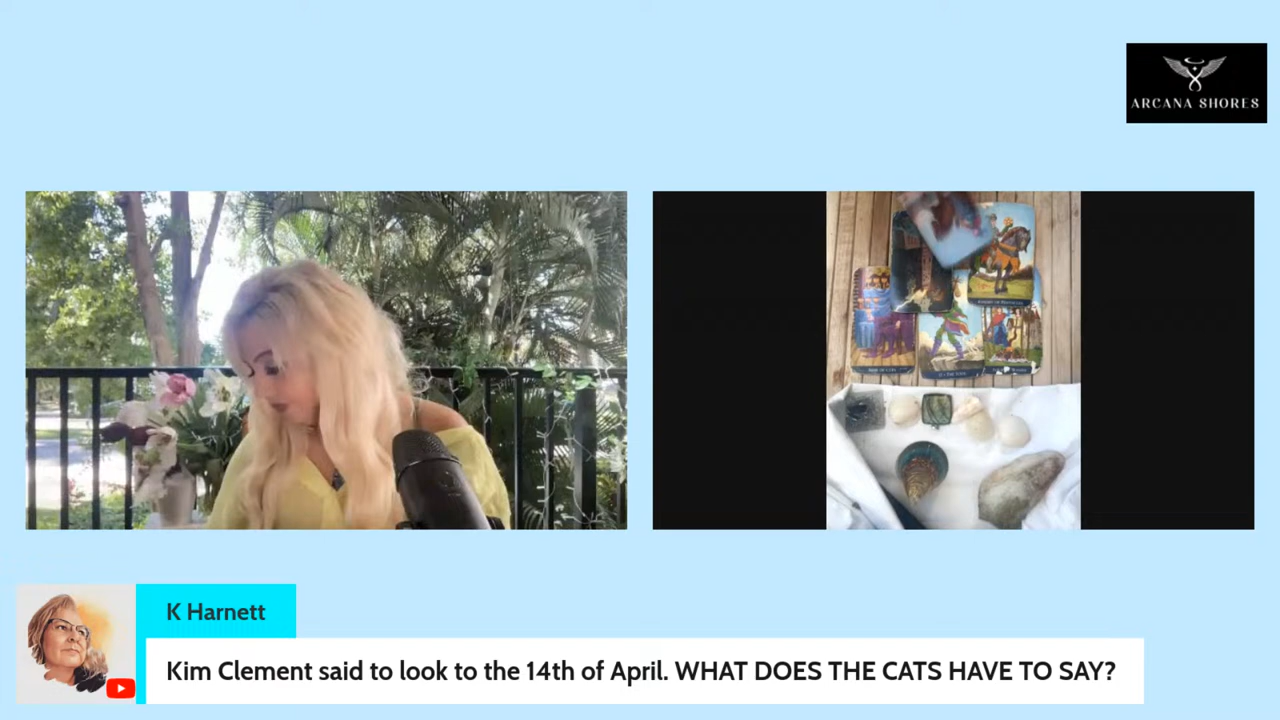 ARCANA SHORES
K Harnett
Kim Clement said to look to the 14th of April. WHAT DOES THE CATS HAVE TO SAY?